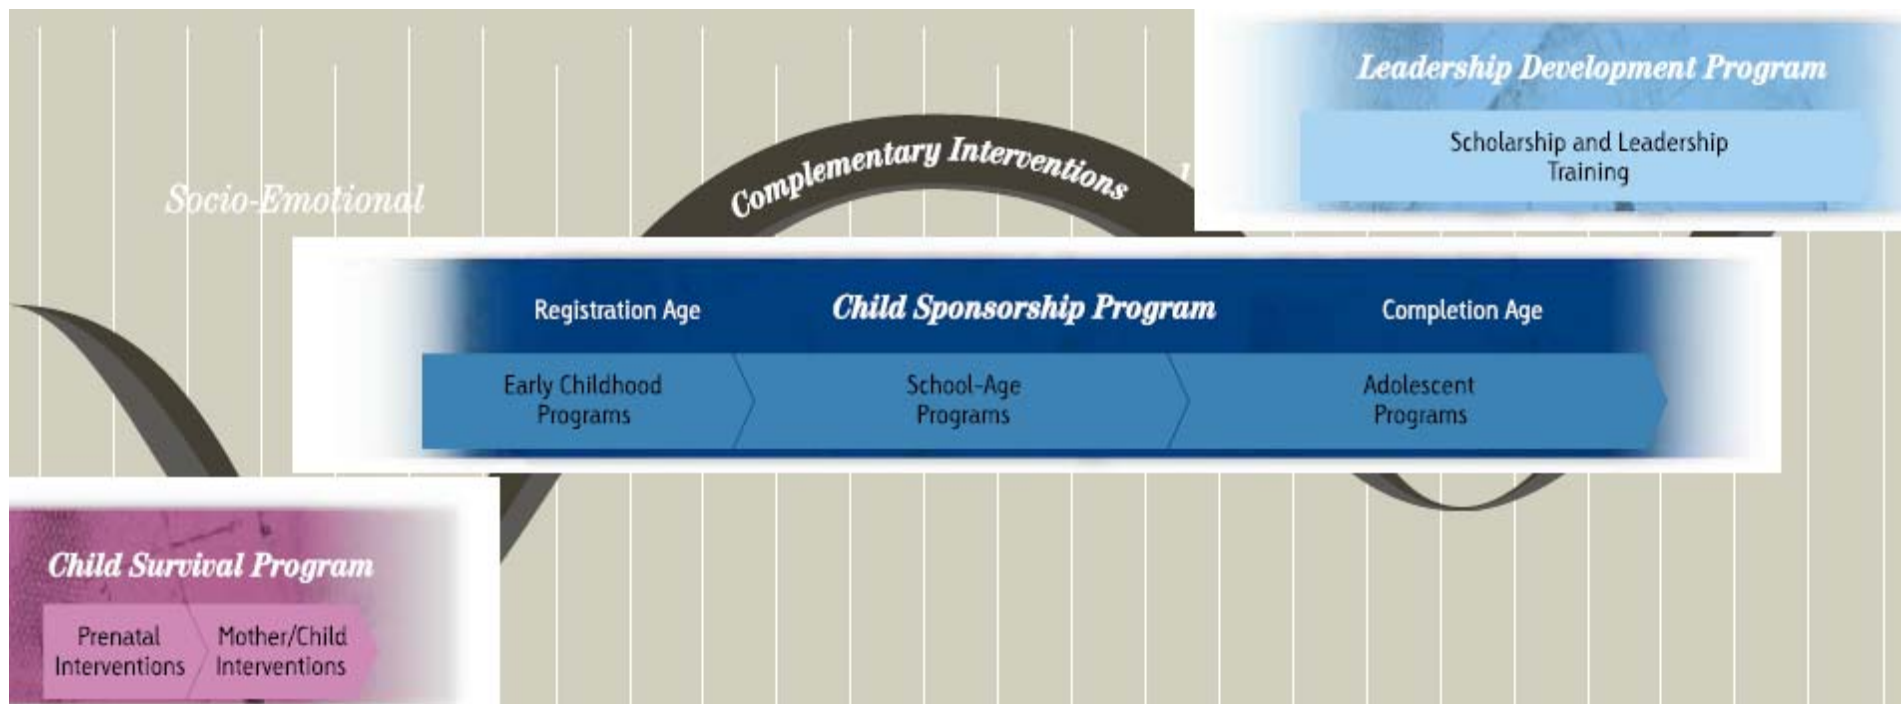 Leadership Development Program
Scholarship and Leadership
Training
Complementary Interventions
Socio-Emotional
Registration Age
Child Sponsorship Program
Completion Age
Early Childhood
Programs
School-Age
Programs
Adolescent
Programs
Child Survival Program
Prenatal
Interventions
Mother/Child
Interventions